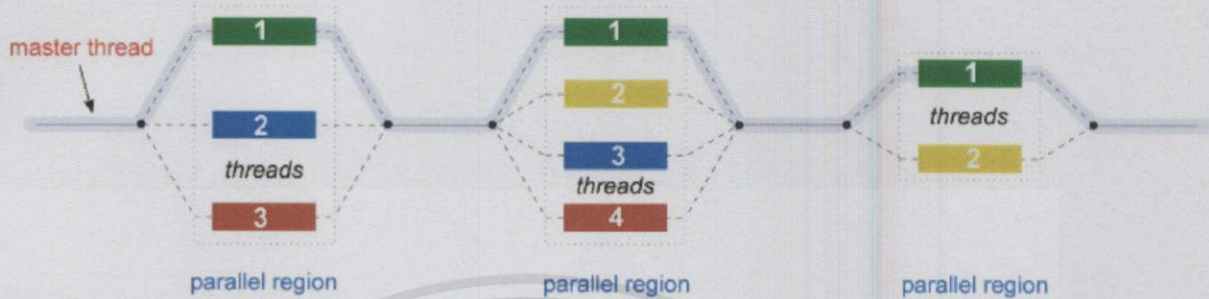 master thread
1
2
threads
3
parallel region
1
2
3
threads
4
parallel region
1
threads
2
parallel region